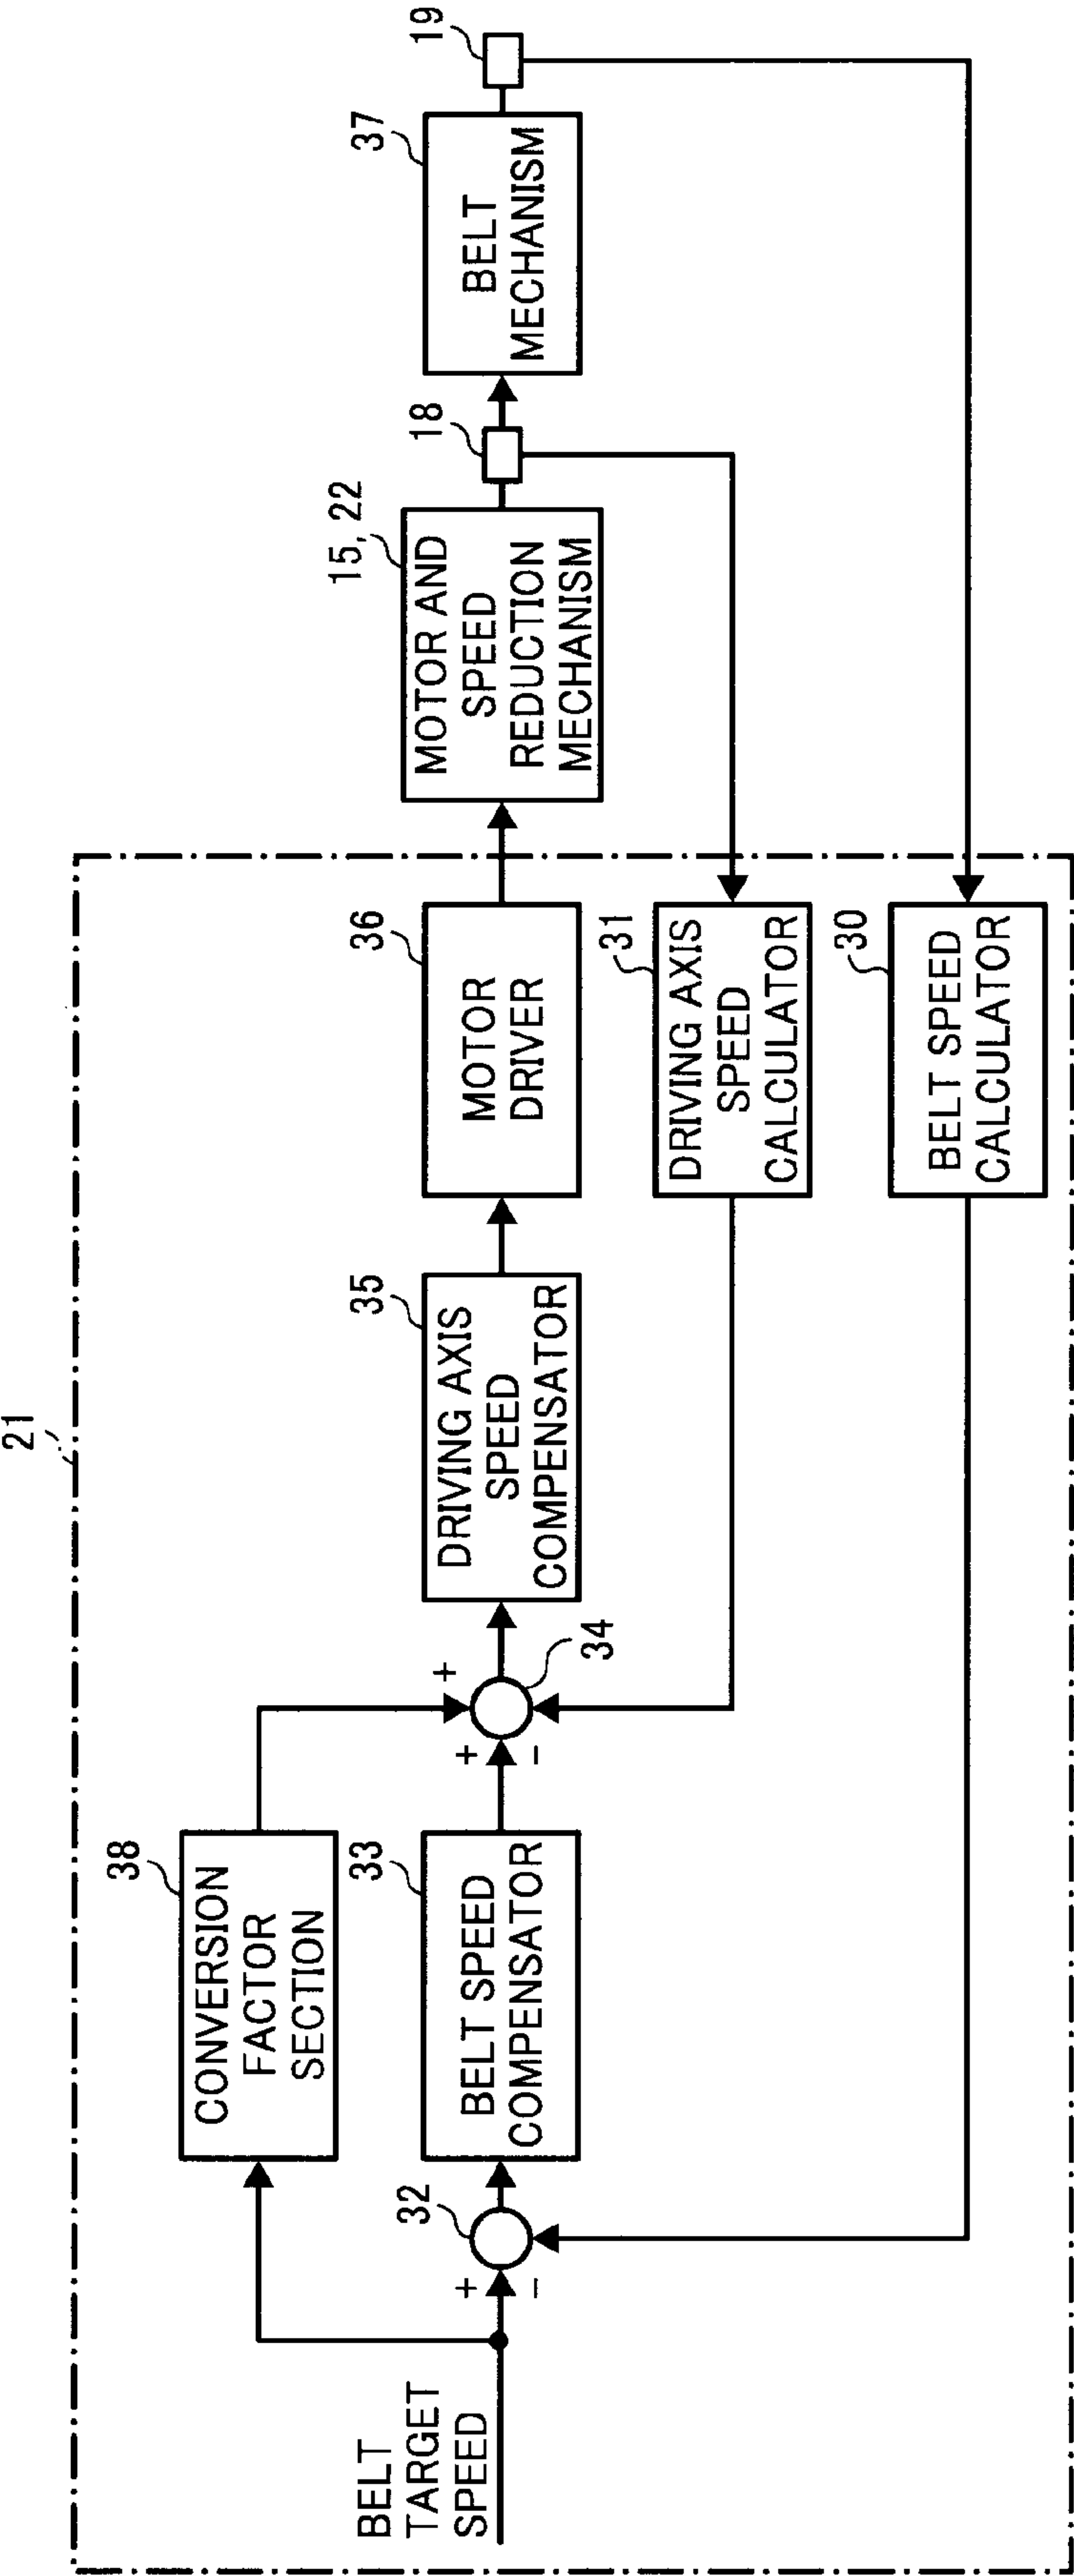 21
38
CONVERSION
FACTOR
SECTION
BELT
TARGET
SPEED
+
−
32
33
BELT SPEED
COMPENSATOR
+
+
−
34
35
DRIVING AXIS
SPEED
COMPENSATOR
36
MOTOR
DRIVER
15, 22
MOTOR AND
SPEED
REDUCTION
MECHANISM
18
37
BELT
MECHANISM
19
31
DRIVING AXIS
SPEED
CALCULATOR
30
BELT SPEED
CALCULATOR